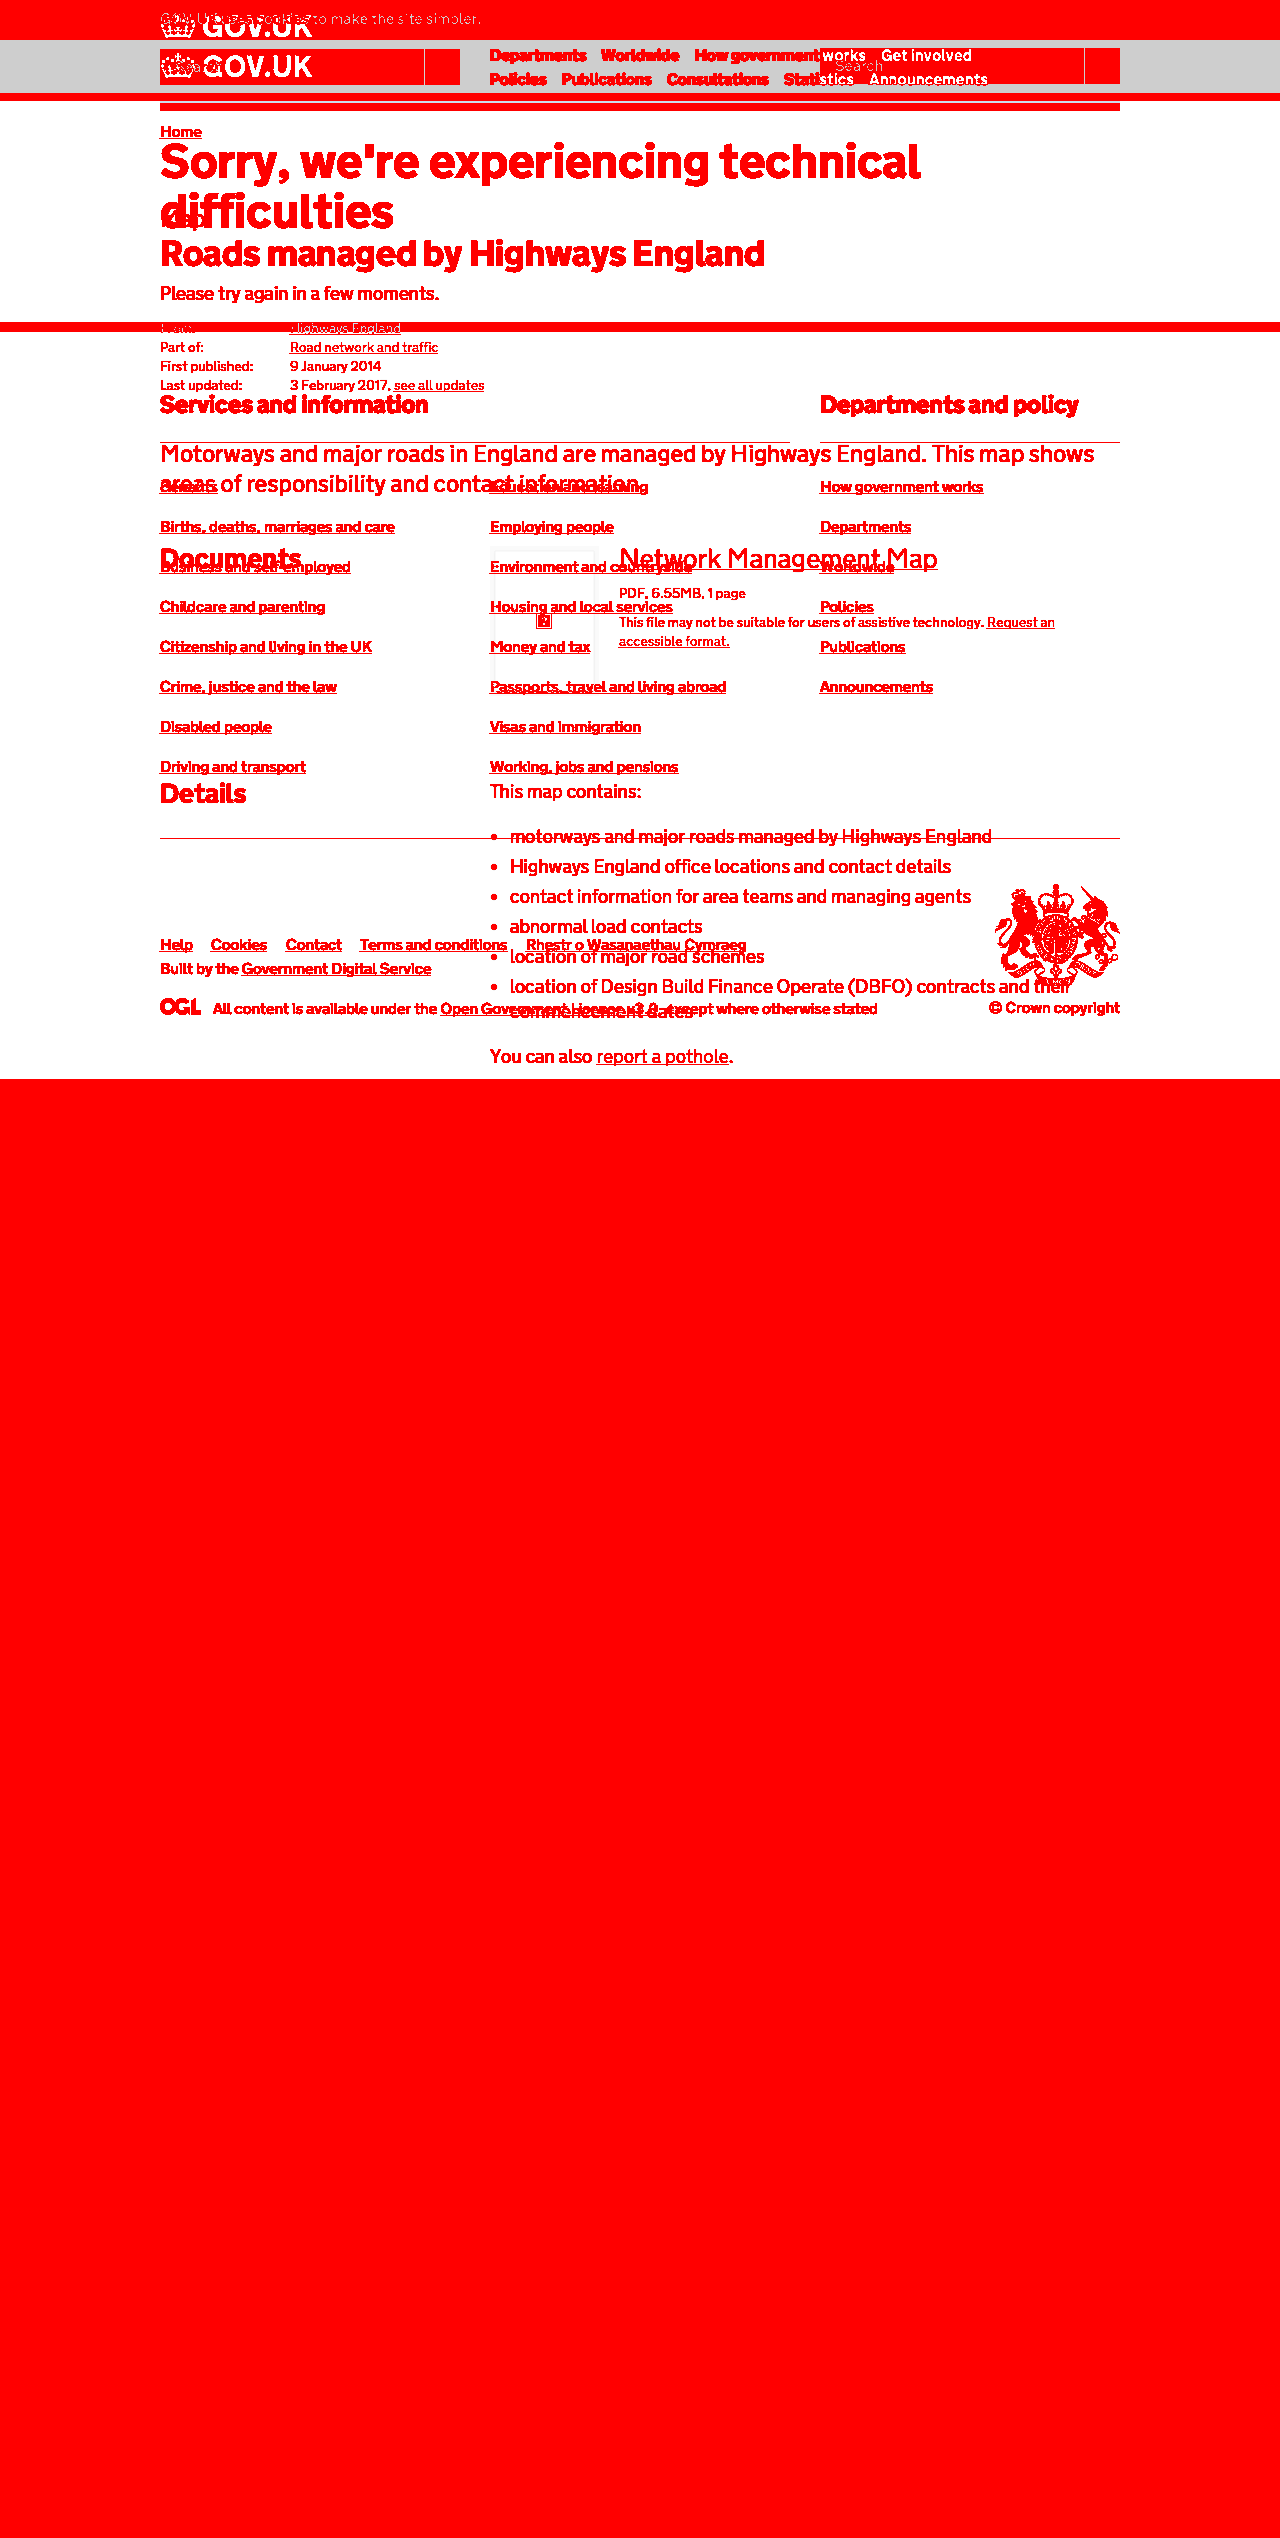 GOV.UK uses cookies to make the site simpler.
GOV.UK
GOV.UK
Search
Departments Worldwide How government works Get involved
Search
Policies Publications Consultations Statistics Announcements
Home
Sorry, we're experiencing technical
difficulties
Map
Roads managed by Highways England
Please try again in a few moments.
From: Highways England
Part of: Road network and traffic
First published: 9 January 2014
Last updated: 3 February 2017, see all updates
Services and information Departments and policy
Motorways and major roads in England are managed by Highways England. This map shows
areas of responsibility and contact information.
Benefits Education and learning How government works
Births, deaths, marriages and care Employing people Departments
Documents Network Management Map
Business and self-employed Environment and countryside Worldwide
PDF, 6.55MB, 1 page
Childcare and parenting Housing and local services Policies
This file may not be suitable for users of assistive technology. Request an
accessible format.
Citizenship and living in the UK Money and tax Publications
Crime, justice and the law Passports, travel and living abroad Announcements
Disabled people Visas and immigration
Driving and transport Working, jobs and pensions
Details This map contains:
• motorways and major roads managed by Highways England
• Highways England office locations and contact details
• contact information for area teams and managing agents
• abnormal load contacts
Help Cookies Contact Terms and conditions Rhestr o Wasanaethau Cymraeg
• location of major road schemes
Built by the Government Digital Service
• location of Design Build Finance Operate (DBFO) contracts and their
commencement dates
OGL All content is available under the Open Government Licence v3.0, except where otherwise stated © Crown copyright
You can also report a pothole.